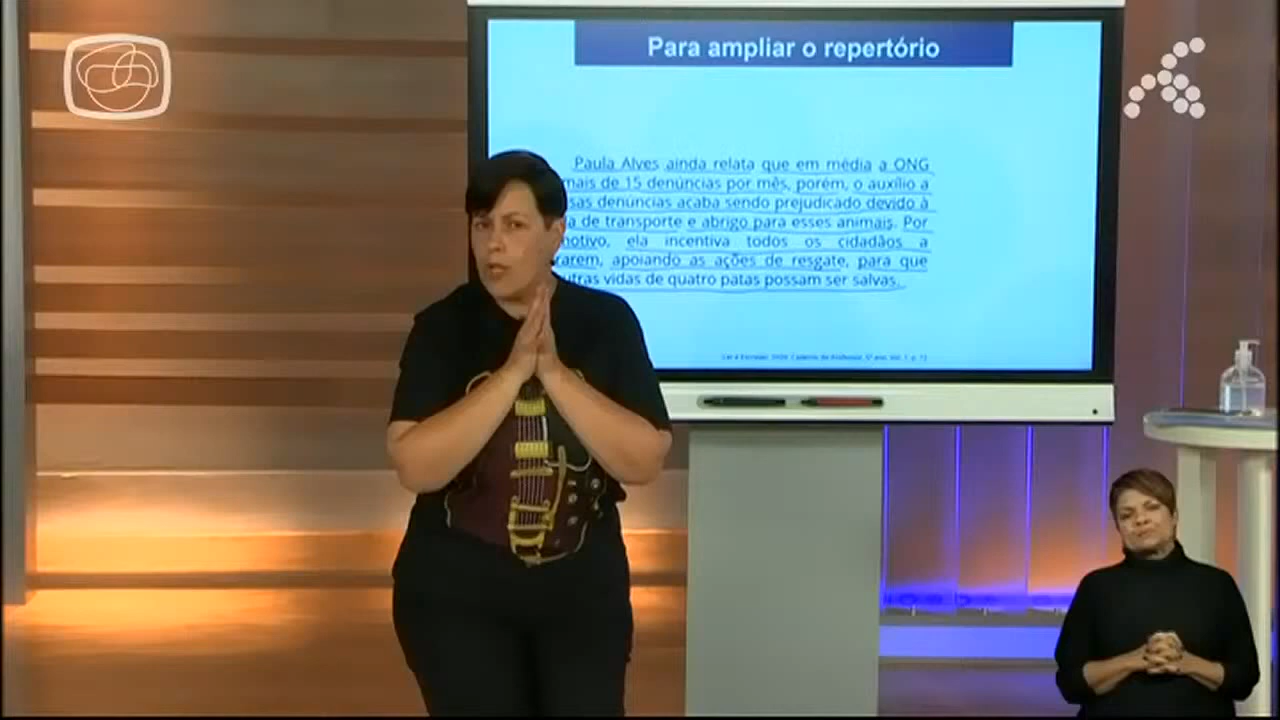 Para ampliar o repertório
Paula Alves ainda relata que em média a ONG
mais de 15 denúncias por mês, porém, o auxílio a
sas denúncias acaba sendo prejudicado devido à
a de transporte e abrigo para esses animais. Por
motivo, ela incentiva todos os cidadãos a
rarem, apoiando as ações de resgate, para que
utras vidas de quatro patas possam ser salvas.